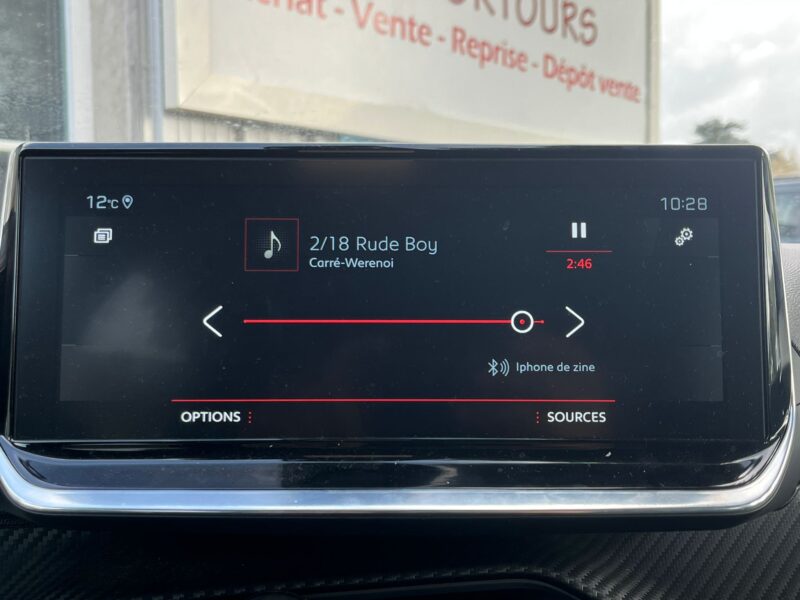 Vente - Reprise - Dépôt vente
12°C
10:28
2/18 Rude Boy
Carré-Werenoi
2:46
Iphone de zine
OPTIONS
SOURCES